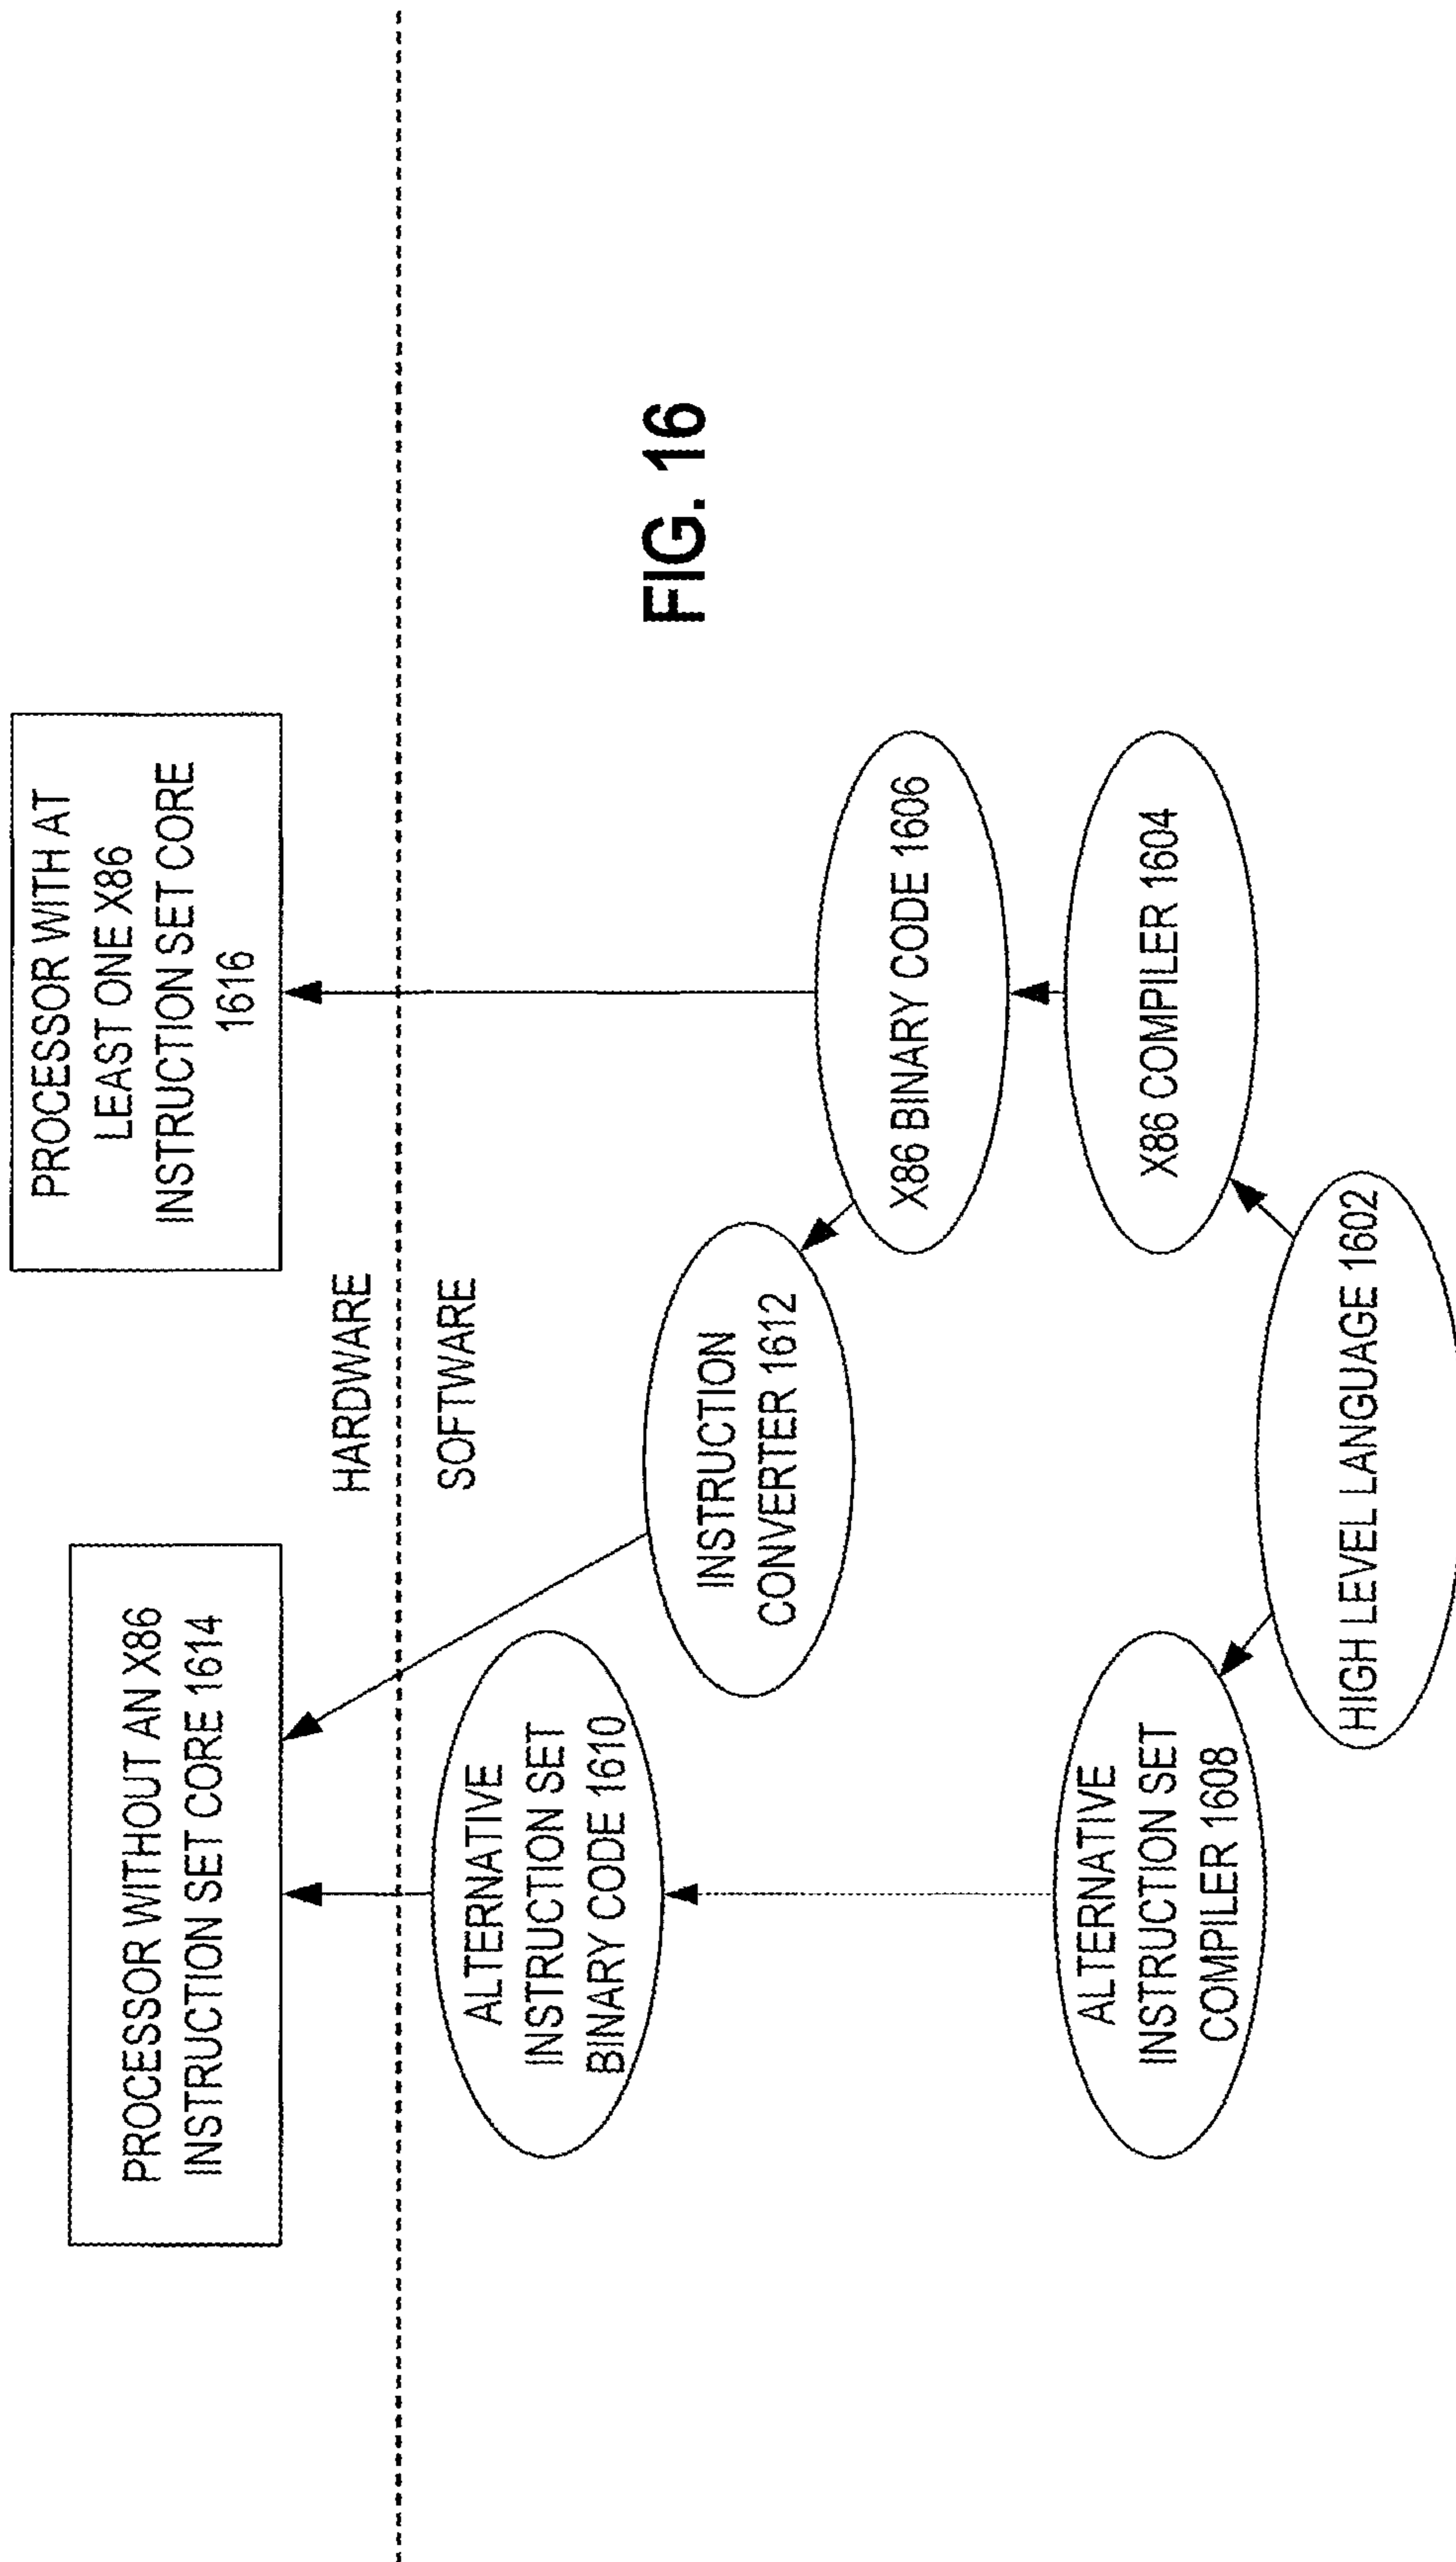 PROCESSOR WITHOUT AN X86
INSTRUCTION SET CORE 1614
PROCESSOR WITH AT
LEAST ONE X86
INSTRUCTION SET CORE
1616
HARDWARE
SOFTWARE
ALTERNATIVE
INSTRUCTION SET
BINARY CODE 1610
INSTRUCTION
CONVERTER 1612
X86 BINARY CODE 1606
ALTERNATIVE
INSTRUCTION SET
COMPILER 1608
X86 COMPILER 1604
HIGH LEVEL LANGUAGE 1602
FIG. 16